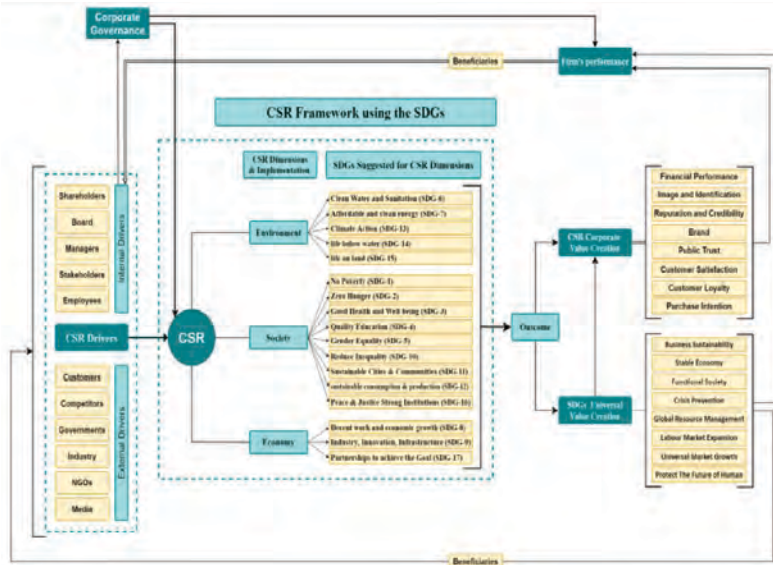 Corporate
Governance
Beneficiaries
Firm's performance
CSR Framework using the SDGs
CSR Dimensions
& Implementation
SDGs Suggested for CSR Dimensions
Shareholders
Board
Managers
Stakeholders
Employees
Internal Drivers
CSR Drivers
Customers
Competitors
Governments
Industry
NGOs
Media
External Drivers
CSR
Environment
Clean Water and Sanitation (SDG-6)
Affordable and clean energy (SDG-7)
Climate Action (SDG-13)
life below water (SDG-14)
life on land (SDG-15)
Society
No Poverty (SDG-1)
Zero Hunger (SDG-2)
Good Health and Well-being (SDG-3)
Quality Education (SDG-4)
Gender Equality (SDG-5)
Reduce Inequality (SDG-10)
Sustainable Cities & Communities (SDG-11)
sustainable consumption & production (SDG-12)
Peace & Justice Strong Institutions (SDG-16)
Economy
Decent work and economic growth (SDG-8)
Industry, Innovation, Infrastructure (SDG-9)
Partnerships to achieve the Goal (SDG-17)
Outcome
CSR Corporate
Value Creation
SDGs Universal
Value Creation
Financial Performance
Image and Identification
Reputation and Credibility
Brand
Public Trust
Customer Satisfaction
Customer Loyalty
Purchase Intention
Business Sustainability
Stable Economy
Functional Society
Crisis Prevention
Global Resource Management
Labour Market Expansion
Universal Market Growth
Protect The Future of Human
Beneficiaries